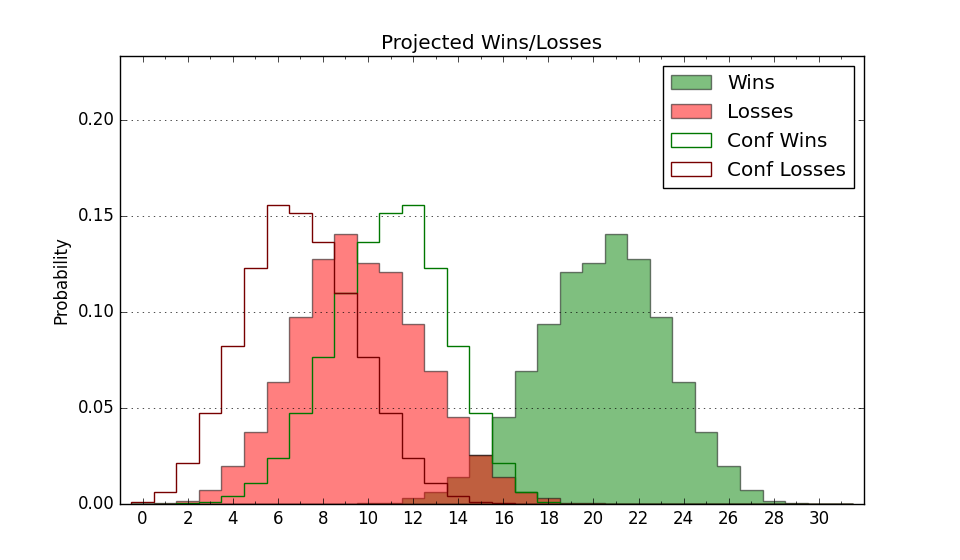 Projected Wins/Losses
Wins
Losses
Conf Wins
Conf Losses
Probability
0.20
0.15
0.10
0.05
0.00
0 2 4 6 8 10 12 14 16 18 20 22 24 26 28 30